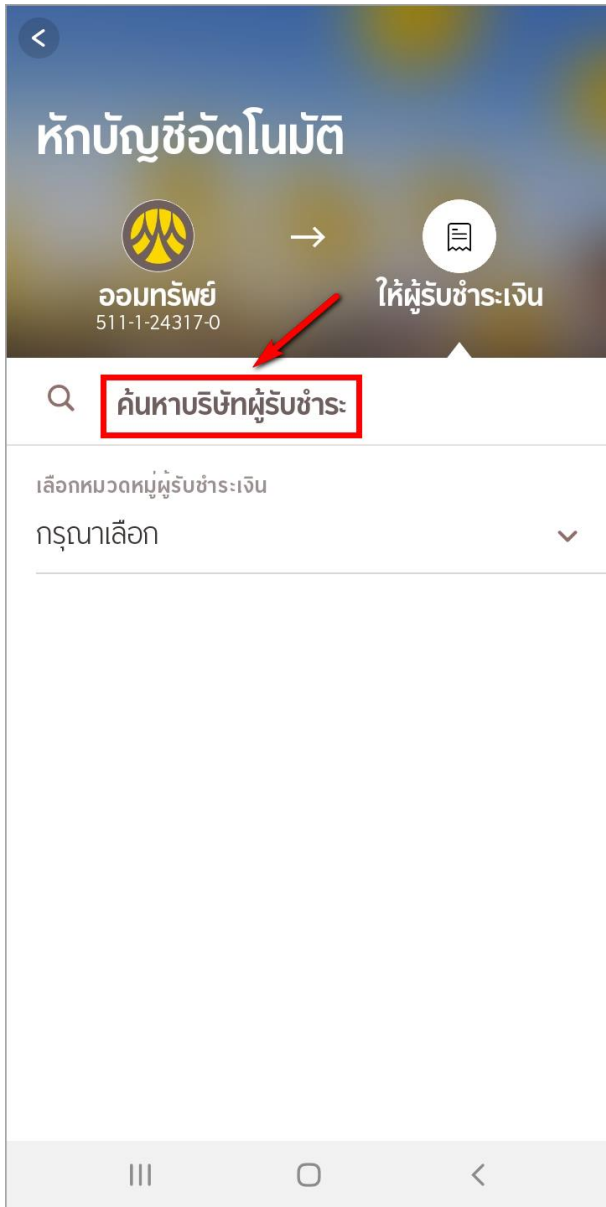 หักบัญชีอัตโนมัติ
ออมทรัพย์
511-1-24317-0
ให้ผู้รับชำระเงิน
ค้นหาบริษัทผู้รับชำระ
เลือกหมวดหมู่ผู้รับชำระเงิน
กรุณาเลือก